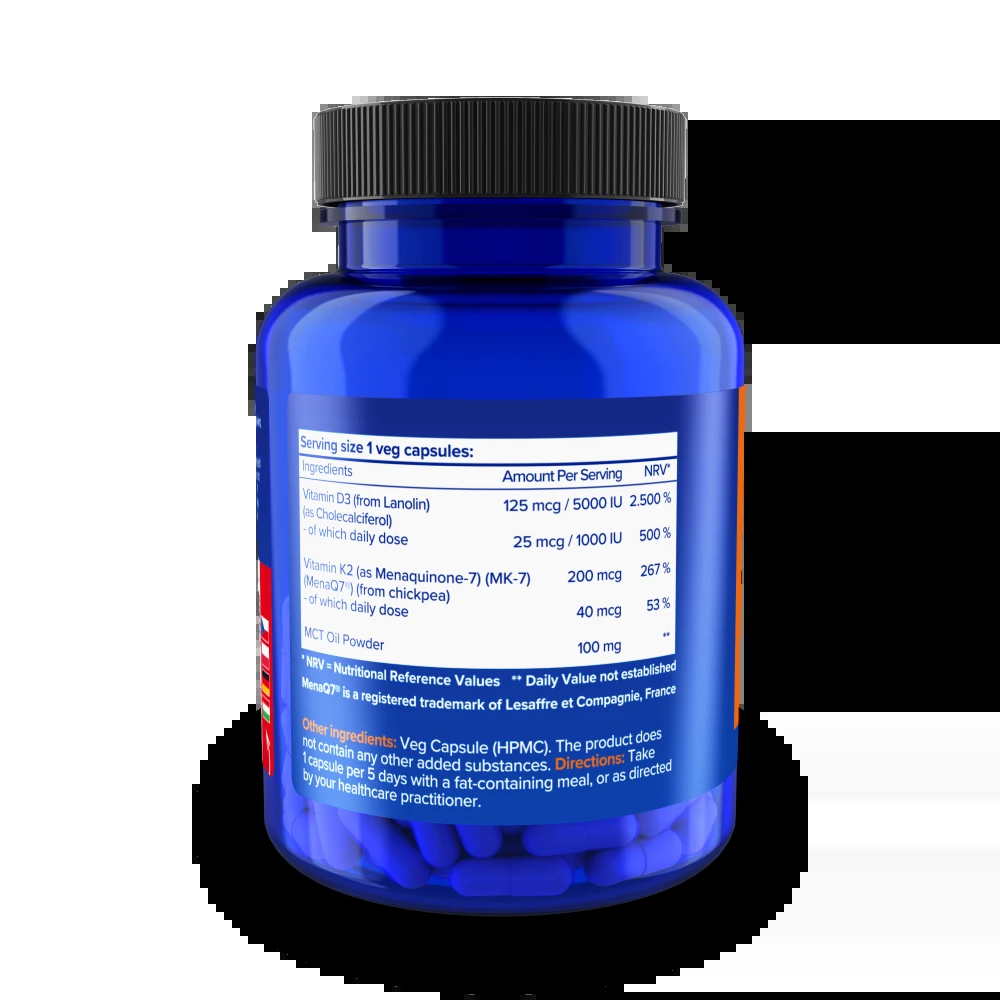 Serving size 1 veg capsules:
Ingredients Amount Per Serving NRV*
Vitamin D3 (from Lanolin) 125 mcg / 5000 IU 2.500 %
(as Cholecalciferol)
- of which daily dose 25 mcg / 1000 IU 500 %
Vitamin K2 (as Menaquinone-7) (MK-7) 200 mcg 267 %
(MenaQ7®) (from chickpea)
- of which daily dose 40 mcg 53 %
MCT Oil Powder 100 mg **
* NRV = Nutritional Reference Values ** Daily Value not established
MenaQ7® is a registered trademark of Lesaffre et Compagnie, France
Other ingredients: Veg Capsule (HPMC). The product does
not contain any other added substances. Directions: Take
1 capsule per 5 days with a fat-containing meal, or as directed
by your healthcare practitioner.